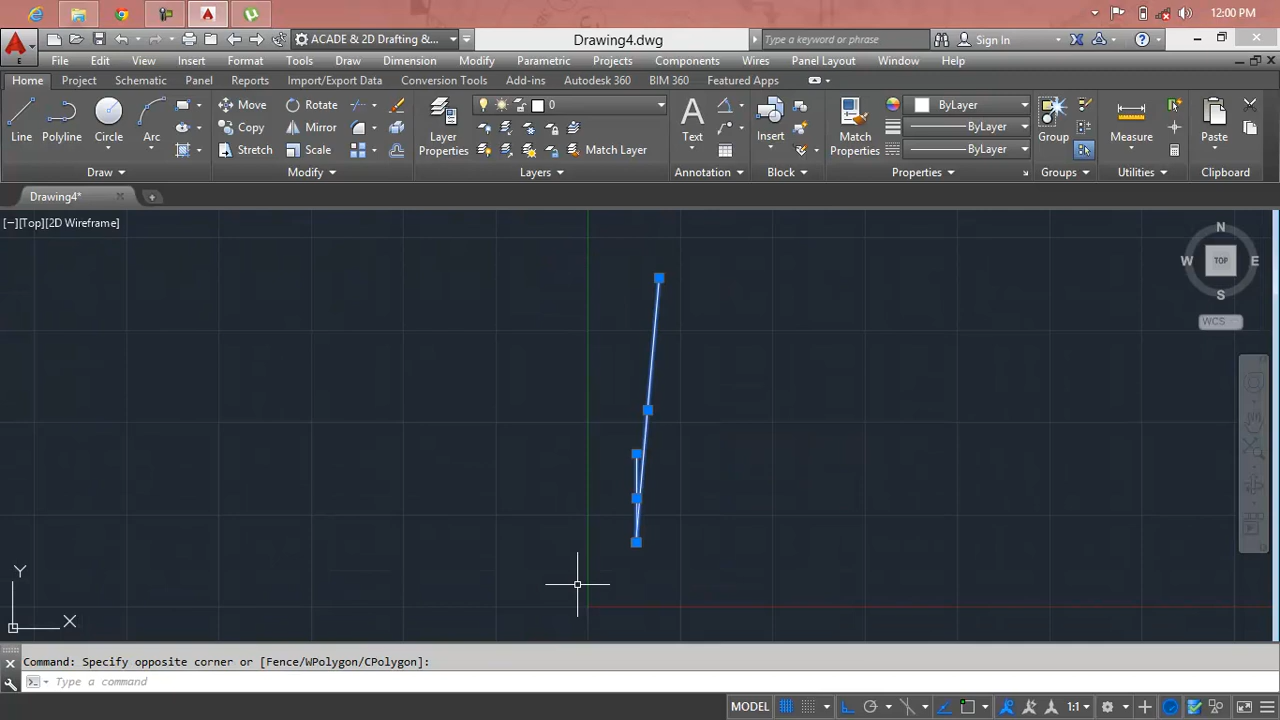 12:00 PM
ACADE & 2D Drafting &...
Drawing4.dwg
Type a keyword or phrase
Sign In
E
File Edit View Insert Format Tools Draw Dimension Modify Parametric Projects Components Wires Panel Layout Window Help
Home Project Schematic Panel Reports Import/Export Data Conversion Tools Add-ins Autodesk 360 BIM 360 Featured Apps
Line
Polyline
Circle
Arc
Move
Rotate
Copy
Mirror
Stretch
Scale
Layer
Properties
0
Match Layer
Text
Insert
Match
Properties
ByLayer
ByLayer
ByLayer
Group
Measure
Paste
Draw Modify Layers Annotation Block Properties Groups Utilities Clipboard
Drawing4*
[−][Top][2D Wireframe]
N
W TOP E
S
WCS
Y
X
Command: Specify opposite corner or [Fence/WPolygon/CPolygon]:
Type a command
MODEL 1:1